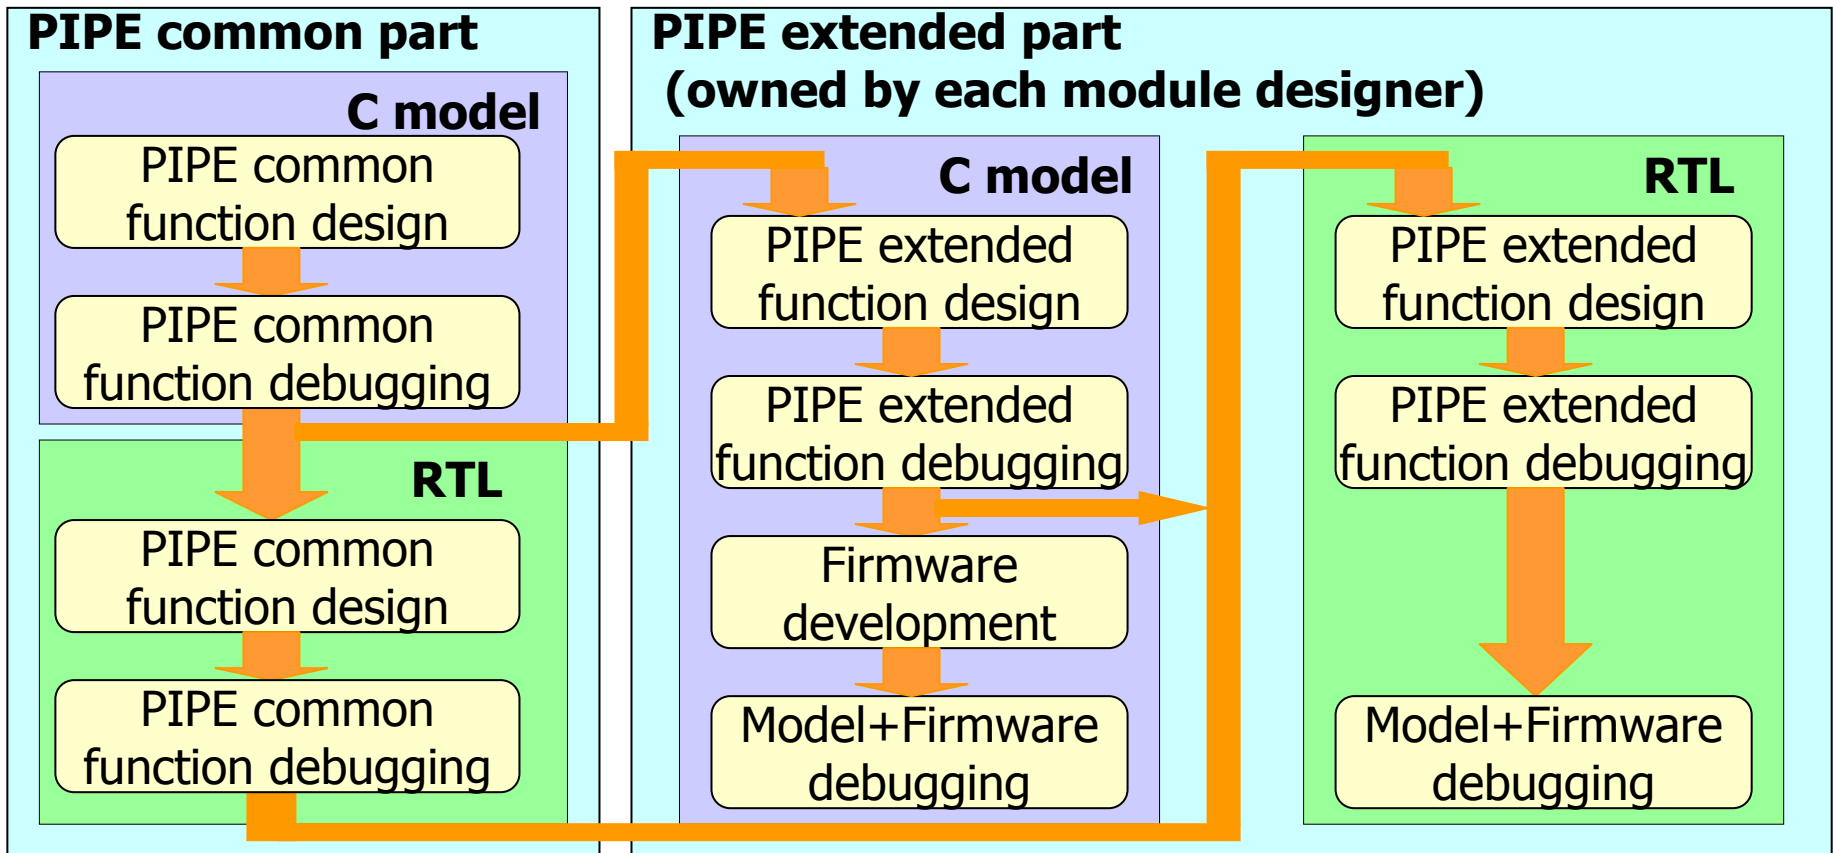 PIPE common part
C model
PIPE common
function design
PIPE common
function debugging
RTL
PIPE common
function design
PIPE common
function debugging
PIPE extended part
(owned by each module designer)
C model
PIPE extended
function design
PIPE extended
function debugging
Firmware
development
Model+Firmware
debugging
RTL
PIPE extended
function design
PIPE extended
function debugging
Model+Firmware
debugging